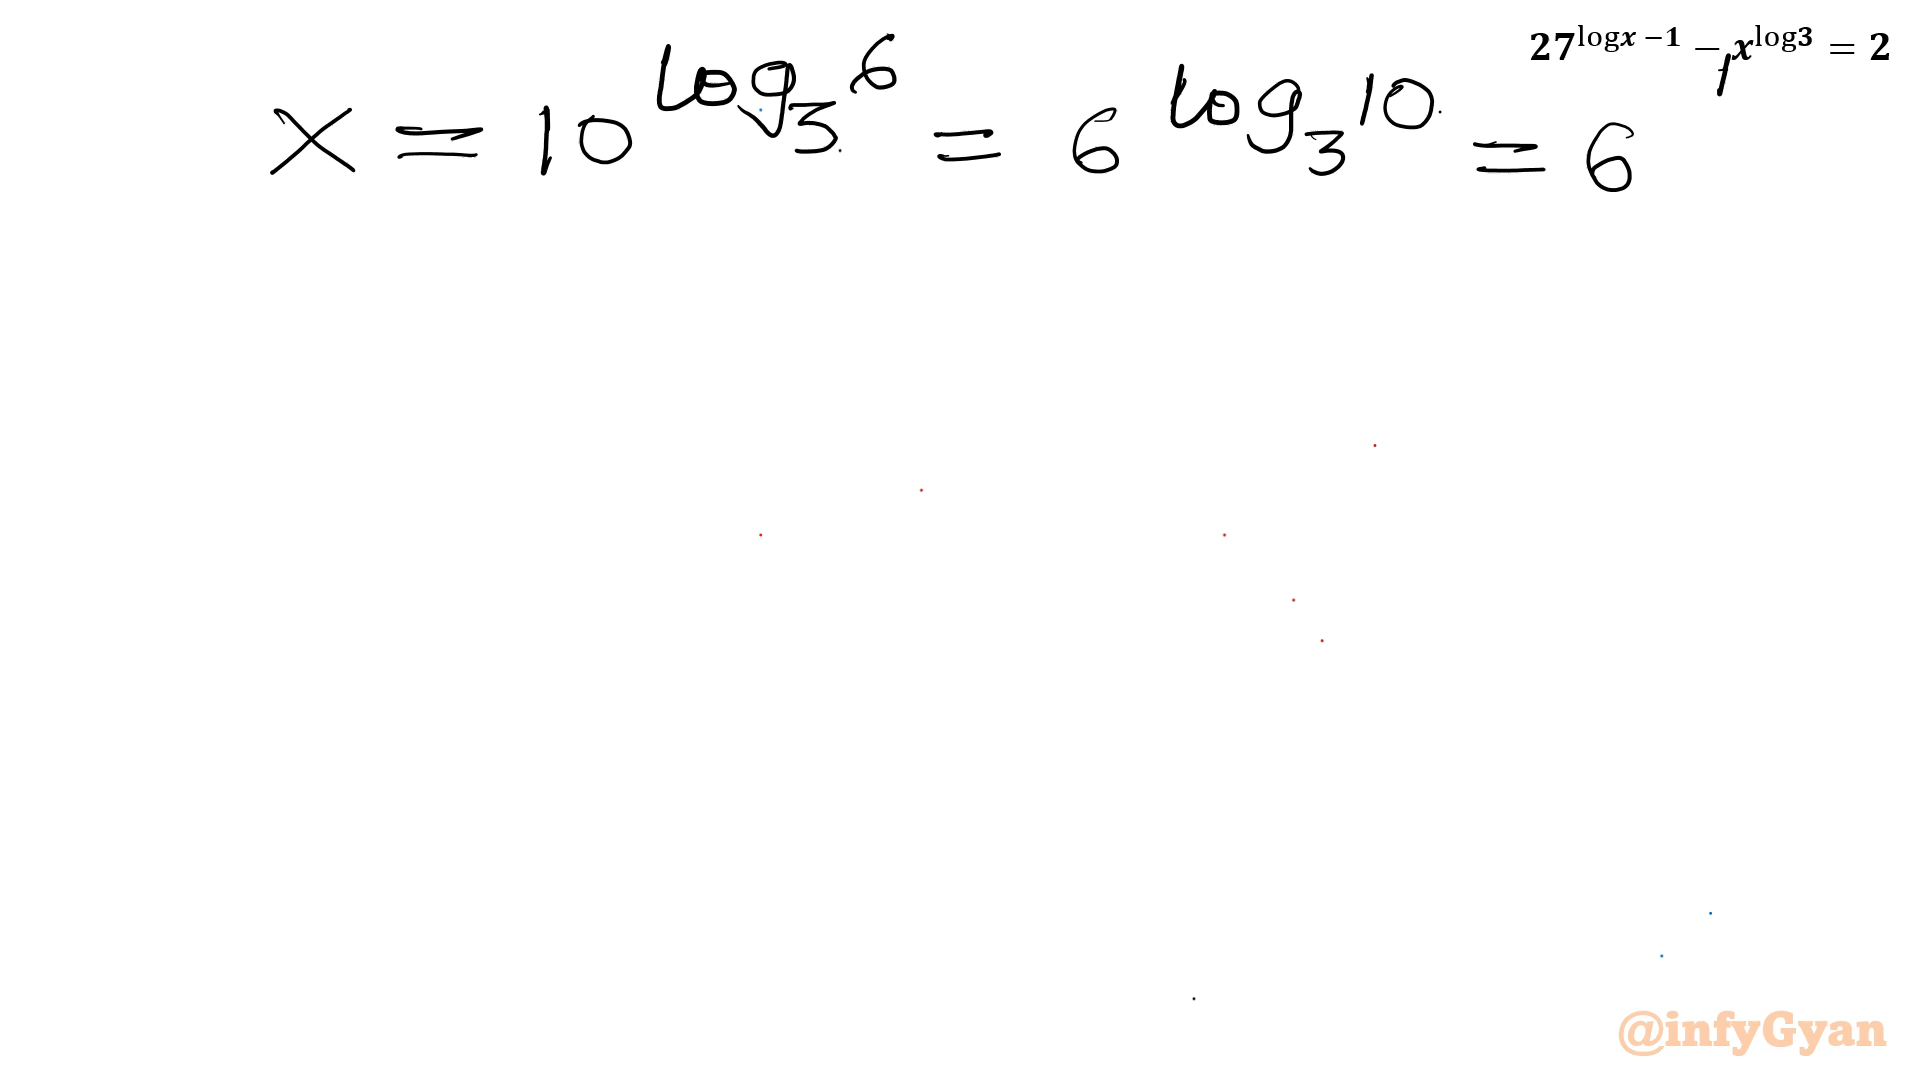 27^{log x − 1} − x^{log 3} = 2
x = 10^{log_3 6} = 6^{log_3 10} = 6
@infyGyan